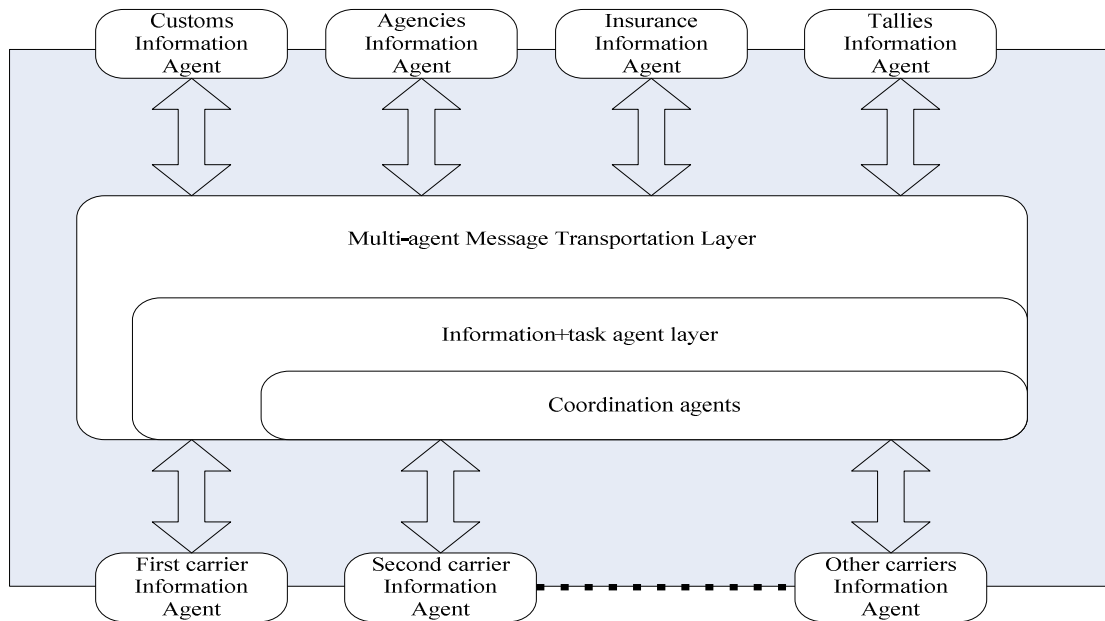 Customs
Information
Agent
Agencies
Information
Agent
Insurance
Information
Agent
Tallies
Information
Agent
Multi-agent Message Transportation Layer
Information+task agent layer
Coordination agents
First carrier
Information
Agent
Second carrier
Information
Agent
Other carriers
Information
Agent